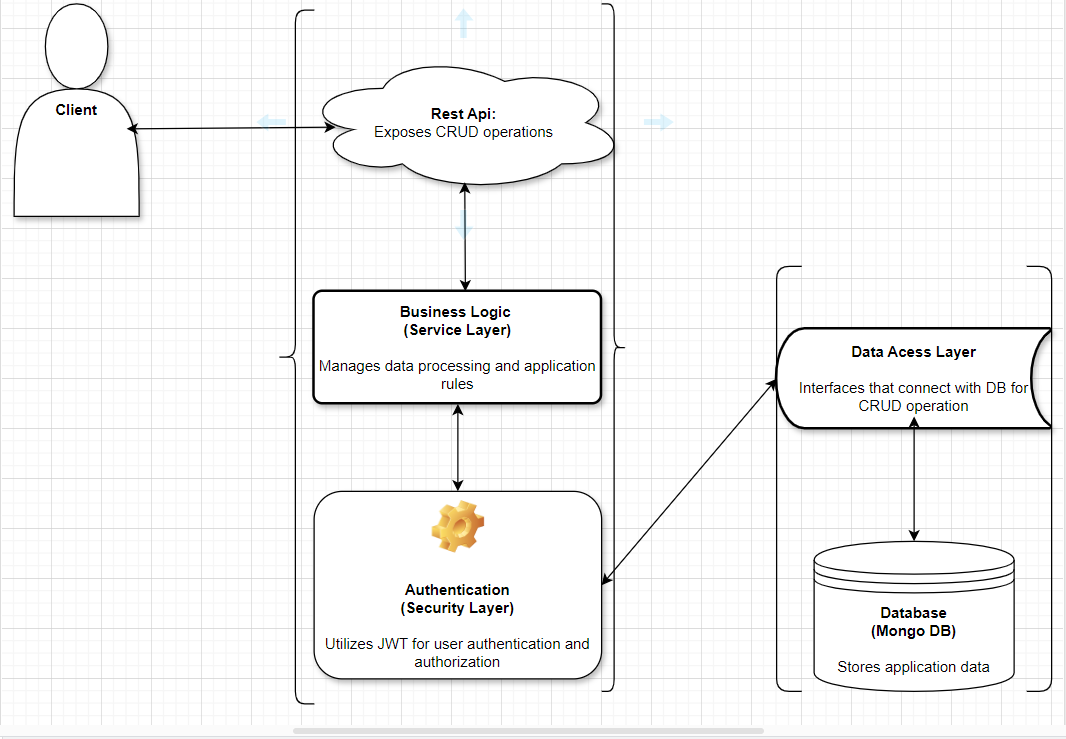 Client
Rest Api:
Exposes CRUD operations
Business Logic
(Service Layer)
Manages data processing and application
rules
Authentication
(Security Layer)
Utilizes JWT for user authentication and
authorization
Data Acess Layer
Interfaces that connect with DB for
CRUD operation
Database
(Mongo DB)
Stores application data